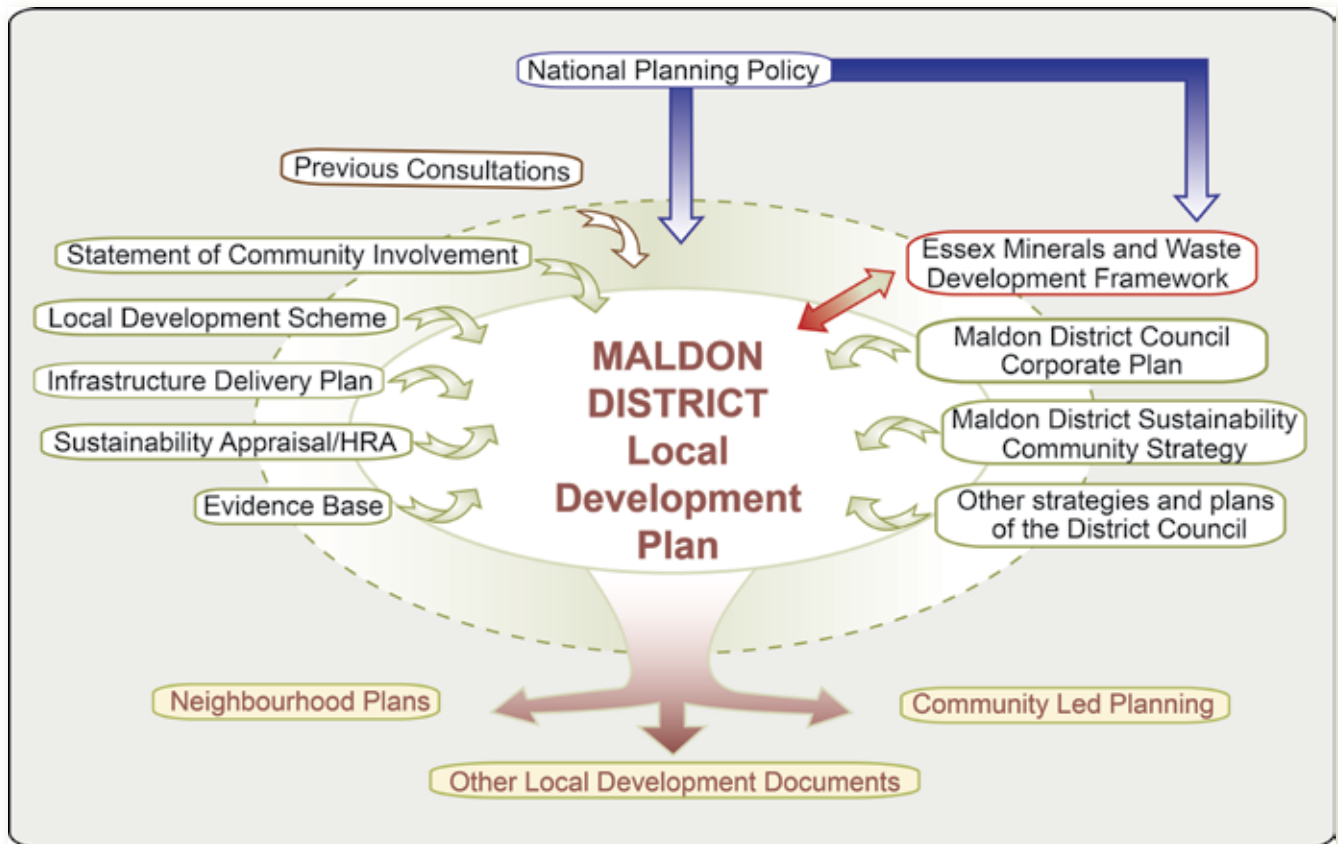 National Planning Policy
Previous Consultations
Statement of Community Involvement
Local Development Scheme
Infrastructure Delivery Plan
Sustainability Appraisal/HRA
Evidence Base
MALDON
DISTRICT
Local
Development
Plan
Essex Minerals and Waste
Development Framework
Maldon District Council
Corporate Plan
Maldon District Sustainability
Community Strategy
Other strategies and plans
of the District Council
Neighbourhood Plans
Community Led Planning
Other Local Development Documents